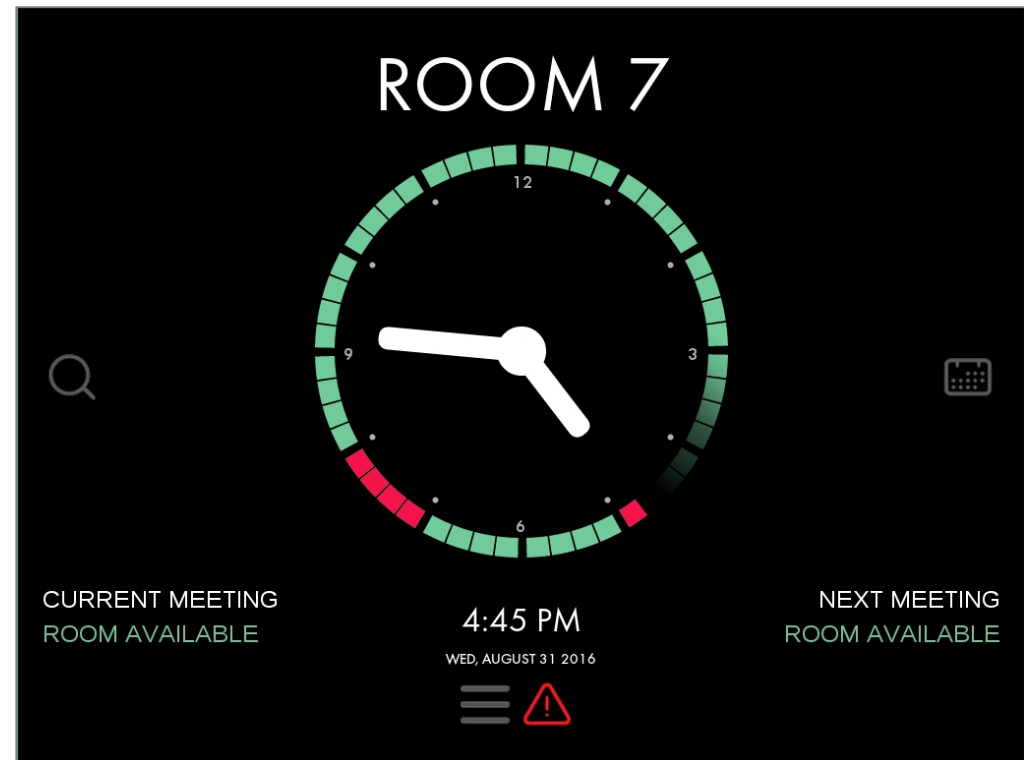 ROOM 7
12
9
3
6
CURRENT MEETING
ROOM AVAILABLE
4:45 PM
WED, AUGUST 31 2016
NEXT MEETING
ROOM AVAILABLE